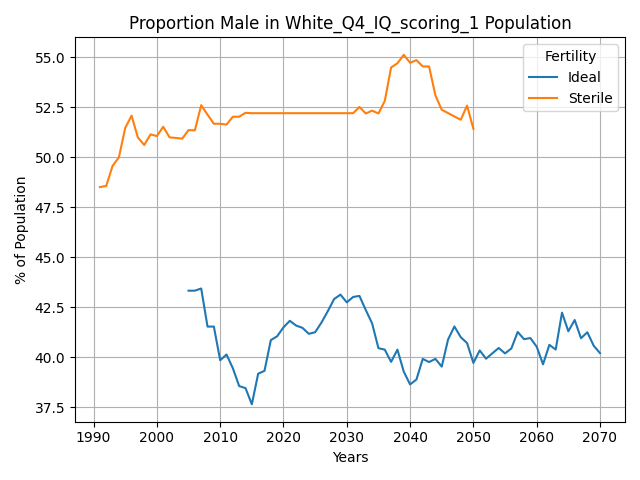 Proportion Male in White_Q4_IQ_scoring_1 Population
Fertility
Ideal
Sterile
% of Population
55.0
52.5
50.0
47.5
45.0
42.5
40.0
37.5
1990 2000 2010 2020 2030 2040 2050 2060 2070
Years